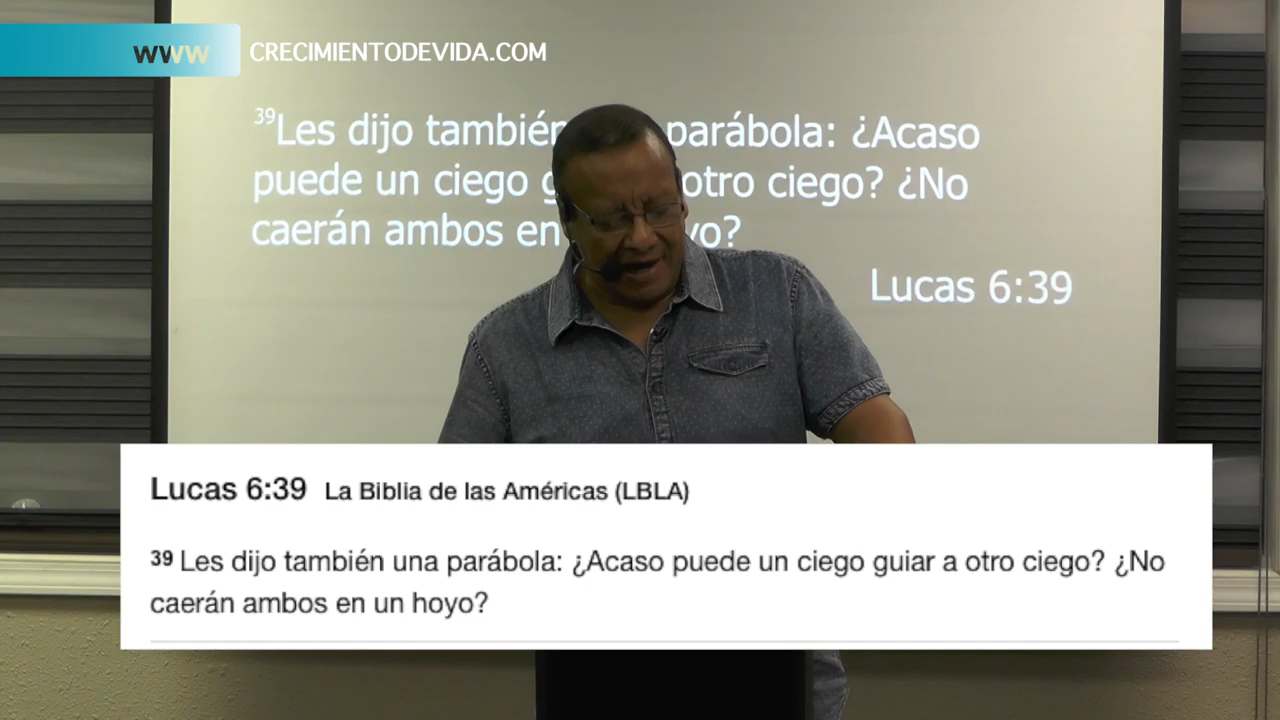 WWW CRECIMIENTODEVIDA.COM
39Les dijo también parábola: ¿Acaso
puede un ciego otro ciego? ¿No
caerán ambos en
Lucas 6:39
Lucas 6:39 La Biblia de las Américas (LBLA)
39 Les dijo también una parábola: ¿Acaso puede un ciego guiar a otro ciego? ¿No
caerán ambos en un hoyo?